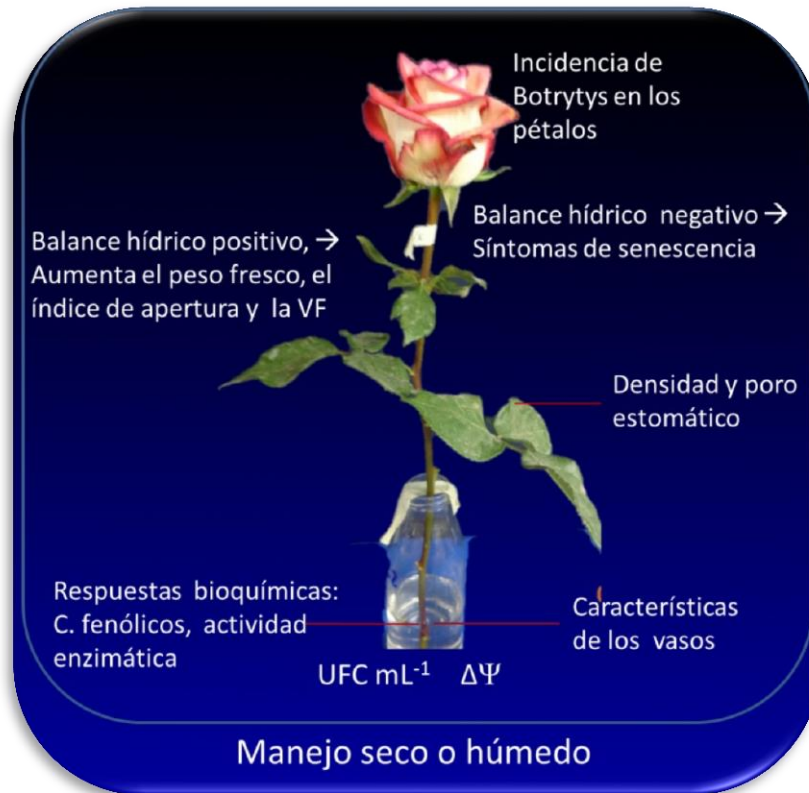 Incidencia de
Botrytys en los
pétalos
Balance hídrico positivo, →
Aumenta el peso fresco, el
índice de apertura y la VF
Balance hídrico negativo →
Síntomas de senescencia
Densidad y poro
estomático
Respuestas bioquímicas:
C. fenólicos, actividad
enzimática
Características
de los vasos
UFC mL⁻¹ ΔΨ
Manejo seco o húmedo